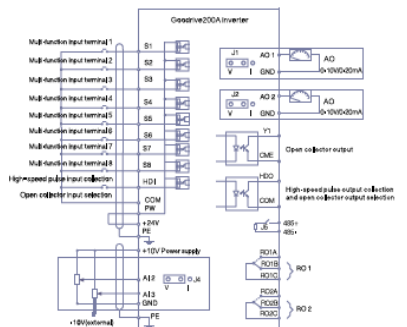 Goodrive200A inverter
Multi-function input terminal 1
S1
Multi-function input terminal 2
S2
Multi-function input terminal 3
S3
Multi-function input terminal 4
S4
Multi-function input terminal 5
S5
Multi-function input terminal 6
S6
Multi-function input terminal 7
S7
Multi-function input terminal 8
S8
High-speed pulse input collection
HDI
Open collector input selection
COM
PW
+24V
PE
+10V Power supply
AI2
J4
V I
AI3
GND
+10V(external)
PE
J1
V I
AO 1
GND
AO
0-10V/0-20mA
J2
V I
AO 2
GND
AO
0-10V/0-20mA
Y1
CME
Open collector output
HDO
COM
High-speed pulse output collection
and open collector output selection
J5
485+
485-
RO1A
RO1B
RO1C
RO 1
RO2A
RO2B
RO2C
RO 2